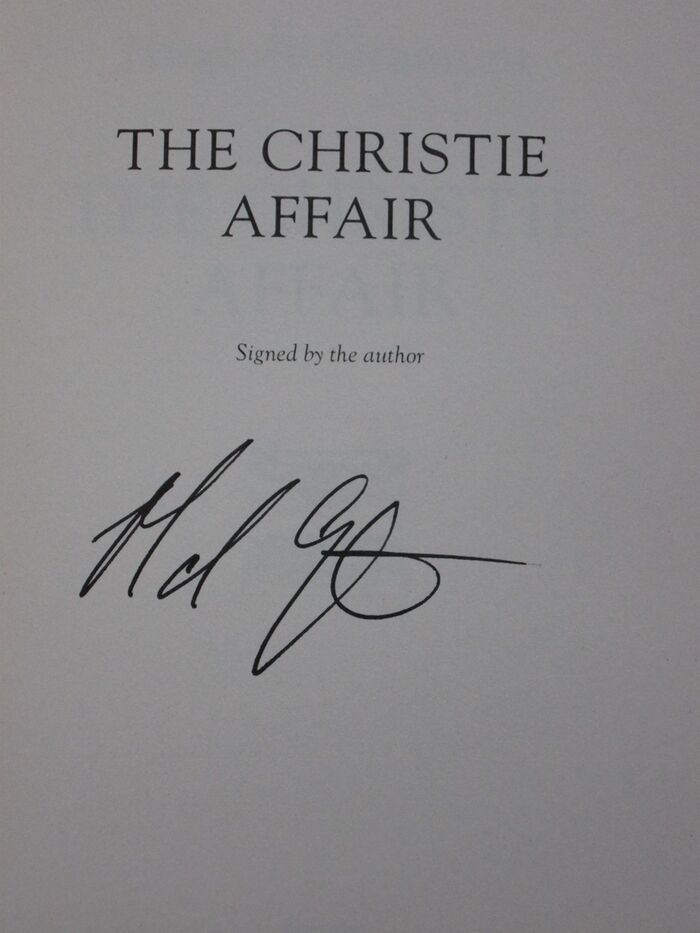 THE CHRISTIE
AFFAIR
Signed by the author